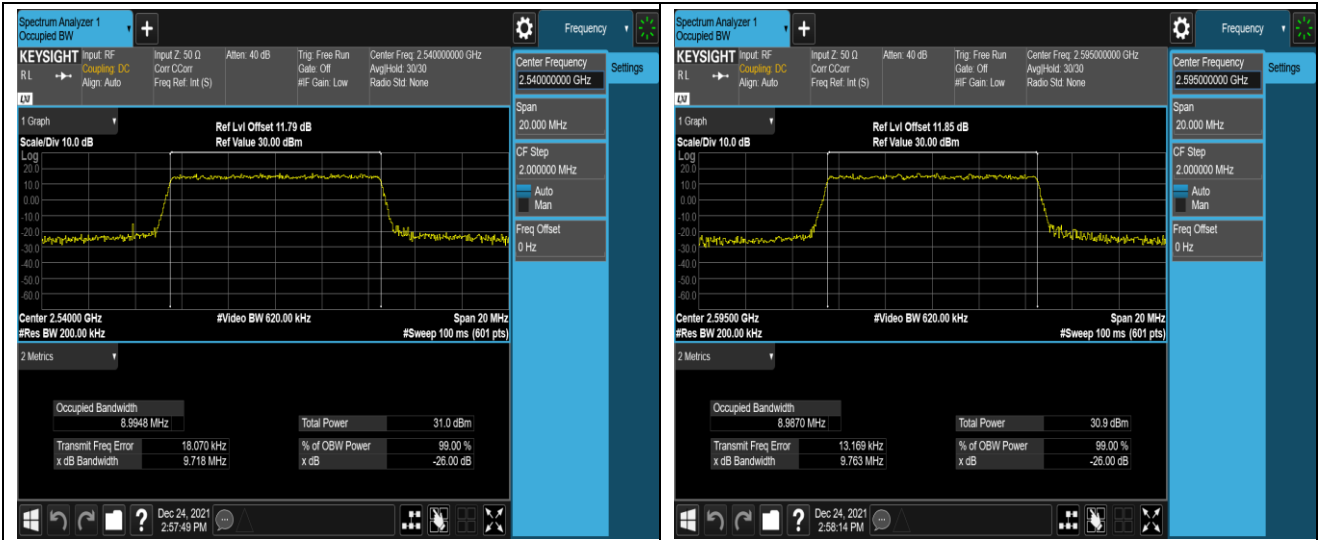 Spectrum Analyzer 1
Occupied BW
+
Frequency
KEYSIGHT Input: RF Input Z: 50 Ω Atten: 40 dB Trig: Free Run Center Freq: 2.540000000 GHz
Coupling: DC Corr CCorr Gate: Off Avg|Hold: 30/30
RL Align: Auto Freq Ref: Int (S) #IF Gain: Low Radio Std: None
LXI
Center Frequency
2.540000000 GHz
Settings
Span
20.000 MHz
CF Step
2.000000 MHz
Auto
Man
Freq Offset
0 Hz
1 Graph
Ref Lvl Offset 11.79 dB
Scale/Div 10.0 dB Ref Value 30.00 dBm
Log
20.0
10.0
0.00
-10.0
-20.0
-30.0
-40.0
-50.0
-60.0
Center 2.54000 GHz #Video BW 620.00 kHz Span 20 MHz
#Res BW 200.00 kHz #Sweep 100 ms (601 pts)
2 Metrics
Occupied Bandwidth
8.9948 MHz Total Power 31.0 dBm
Transmit Freq Error 18.070 kHz % of OBW Power 99.00 %
x dB Bandwidth 9.718 MHz x dB -26.00 dB
? Dec 24, 2021
2:57:49 PM
Spectrum Analyzer 1
Occupied BW
+
Frequency
KEYSIGHT Input: RF Input Z: 50 Ω Atten: 40 dB Trig: Free Run Center Freq: 2.595000000 GHz
Coupling: DC Corr CCorr Gate: Off Avg|Hold: 30/30
RL Align: Auto Freq Ref: Int (S) #IF Gain: Low Radio Std: None
LXI
Center Frequency
2.595000000 GHz
Settings
Span
20.000 MHz
CF Step
2.000000 MHz
Auto
Man
Freq Offset
0 Hz
1 Graph
Ref Lvl Offset 11.85 dB
Scale/Div 10.0 dB Ref Value 30.00 dBm
Log
20.0
10.0
0.00
-10.0
-20.0
-30.0
-40.0
-50.0
-60.0
Center 2.59500 GHz #Video BW 620.00 kHz Span 20 MHz
#Res BW 200.00 kHz #Sweep 100 ms (601 pts)
2 Metrics
Occupied Bandwidth
8.9870 MHz Total Power 30.9 dBm
Transmit Freq Error 13.169 kHz % of OBW Power 99.00 %
x dB Bandwidth 9.763 MHz x dB -26.00 dB
? Dec 24, 2021
2:58:14 PM